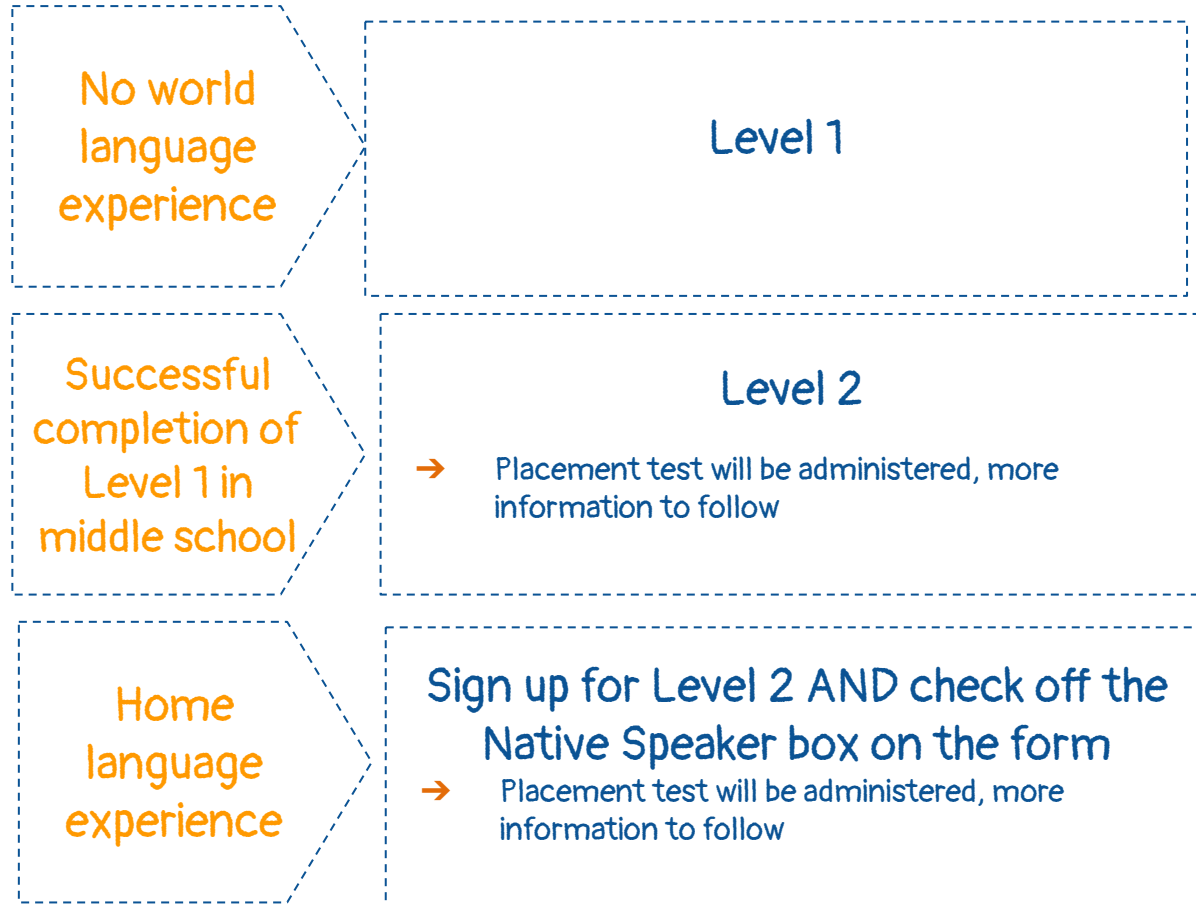 No world
language
experience
Level 1
Successful
completion of
Level 1 in
middle school
Level 2
➔ Placement test will be administered, more
information to follow
Home
language
experience
Sign up for Level 2 AND check off the
Native Speaker box on the form
➔ Placement test will be administered, more
information to follow